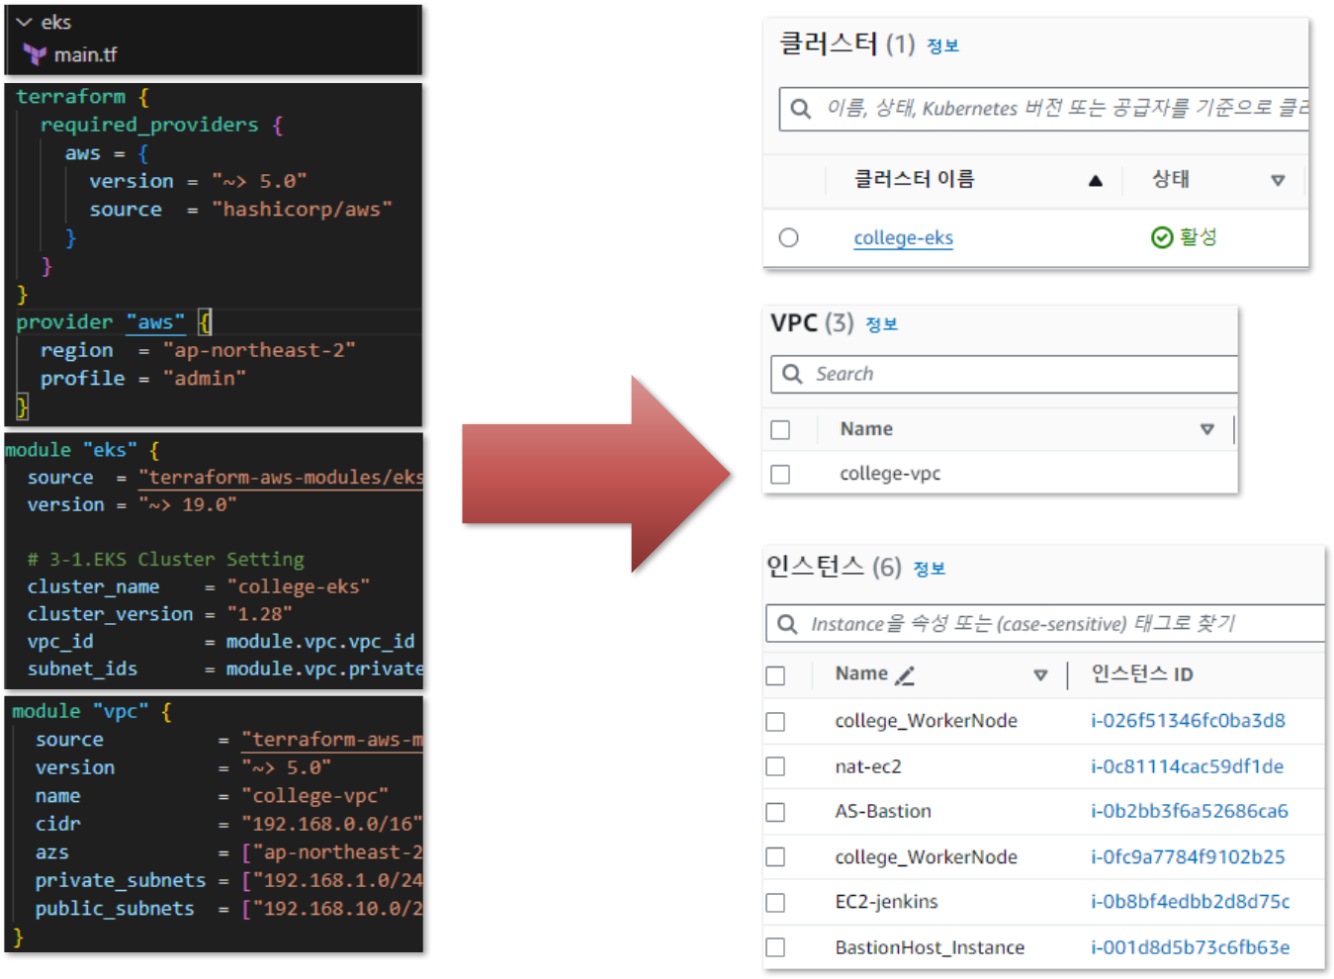 eks
main.tf
terraform {
required_providers {
aws = {
version = "~> 5.0"
source = "hashicorp/aws"
}
}
}
provider "aws" {
region = "ap-northeast-2"
profile = "admin"
}
module "eks" {
source = "terraform-aws-modules/eks
version = "~> 19.0"
# 3-1.EKS Cluster Setting
cluster_name = "college-eks"
cluster_version = "1.28"
vpc_id = module.vpc.vpc_id
subnet_ids = module.vpc.private
module "vpc" {
source = "terraform-aws-m
version = "~> 5.0"
name = "college-vpc"
cidr = "192.168.0.0/16"
azs = ["ap-northeast-2
private_subnets = ["192.168.1.0/24
public_subnets = ["192.168.10.0/2
}
클러스터 (1) 정보
이름, 상태, Kubernetes 버전 또는 공급자를 기준으로 클러
클러스터 이름 상태
college-eks 활성
VPC (3) 정보
Search
Name
college-vpc
인스턴스 (6) 정보
Instance을 속성 또는 (case-sensitive) 태그로 찾기
Name 인스턴스 ID
college_WorkerNode i-026f51346fc0ba3d8
nat-ec2 i-0c81114cac59df1de
AS-Bastion i-0b2bb3f6a52686ca6
college_WorkerNode i-0fc9a7784f9102b25
EC2-jenkins i-0b8bf4edbb2d8d75c
BastionHost_Instance i-001d8d5b73c6fb63e